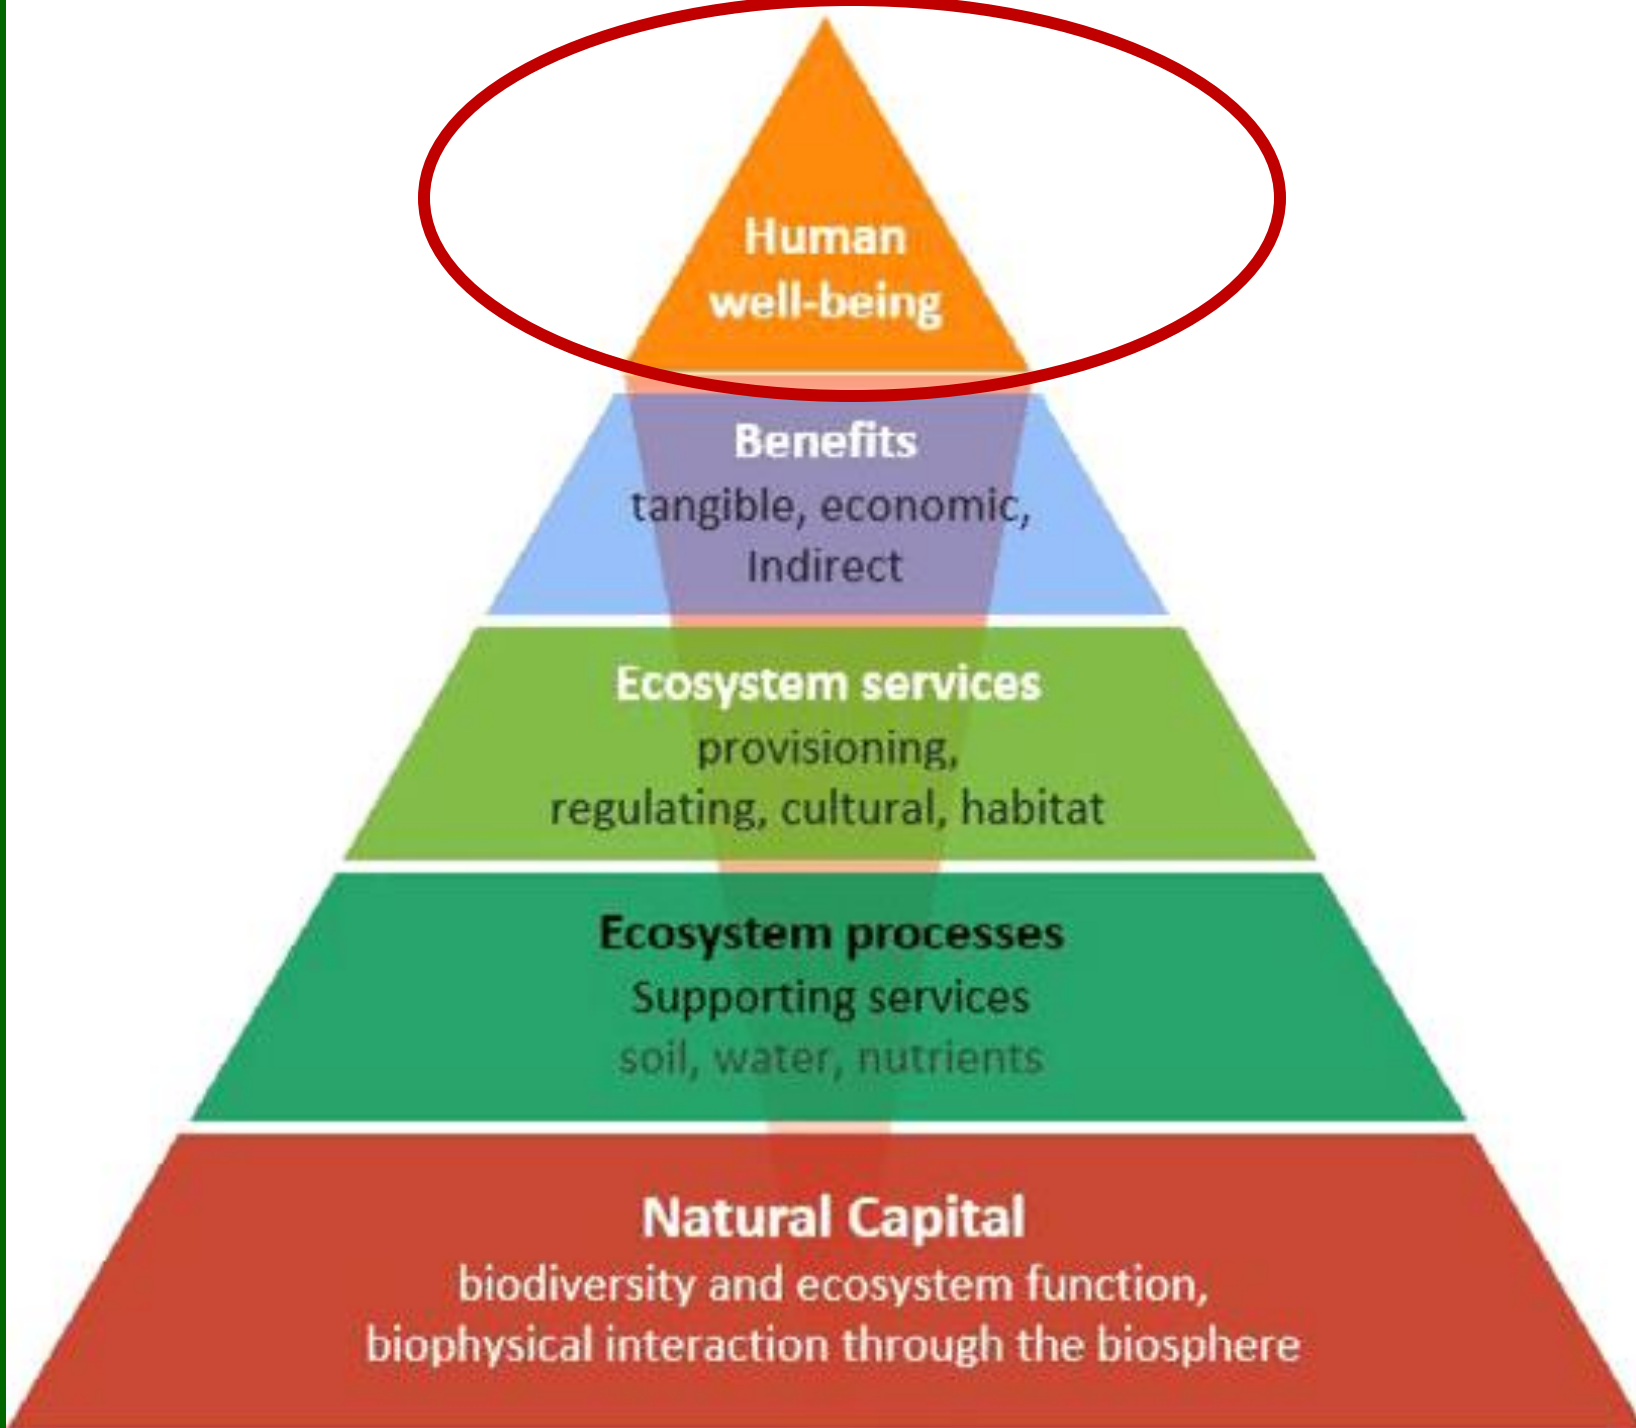 Human
well-being
Benefits
tangible, economic,
Indirect
Ecosystem services
provisioning,
regulating, cultural, habitat
Ecosystem processes
Supporting services
soil, water, nutrients
Natural Capital
biodiversity and ecosystem function,
biophysical interaction through the biosphere